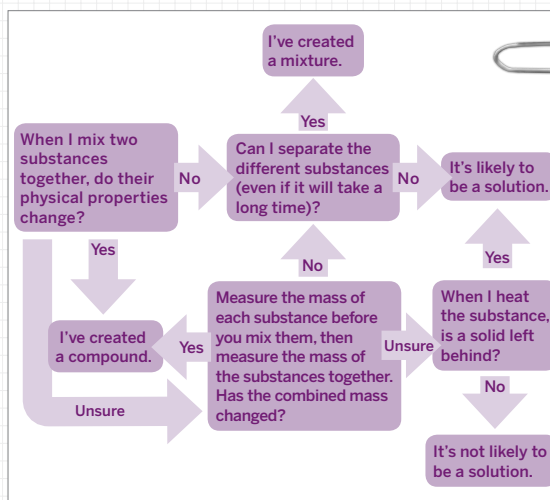 I've created
a mixture.
Yes
When I mix two
substances
together, do their
physical properties
change?
No
Can I separate the
different substances
(even if it will take a
long time)?
No
It's likely to
be a solution.
Yes
No
Yes
I've created
a compound.
Yes
Measure the mass of
each substance before
you mix them, then
measure the mass of
the substances together.
Has the combined mass
changed?
Unsure
When I heat
the substance,
is a solid left
behind?
Unsure
No
It's not likely to
be a solution.